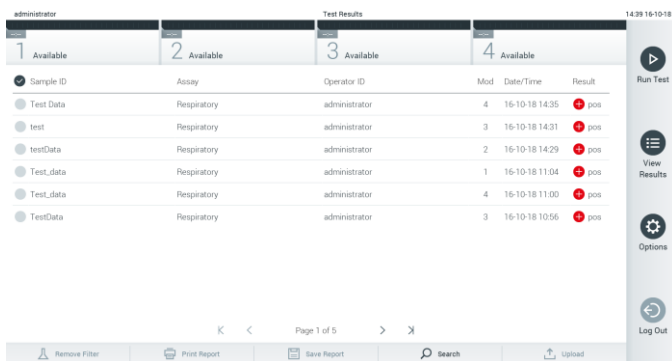 administrator Test Results 14:39 16-10-18
--:-- --:-- --:-- --:--
1 Available 2 Available 3 Available 4 Available
Run Test
Sample ID Assay Operator ID Mod Date/Time Result
Test Data Respiratory administrator 4 16-10-18 14:35 pos
test Respiratory administrator 3 16-10-18 14:31 pos
testData Respiratory administrator 2 16-10-18 14:29 pos
View
Results
Test_data Respiratory administrator 1 16-10-18 11:04 pos
Test_data Respiratory administrator 4 16-10-18 11:00 pos
TestData Respiratory administrator 3 16-10-18 10:56 pos
Options
Page 1 of 5
Log Out
Remove Filter Print Report Save Report Search Upload